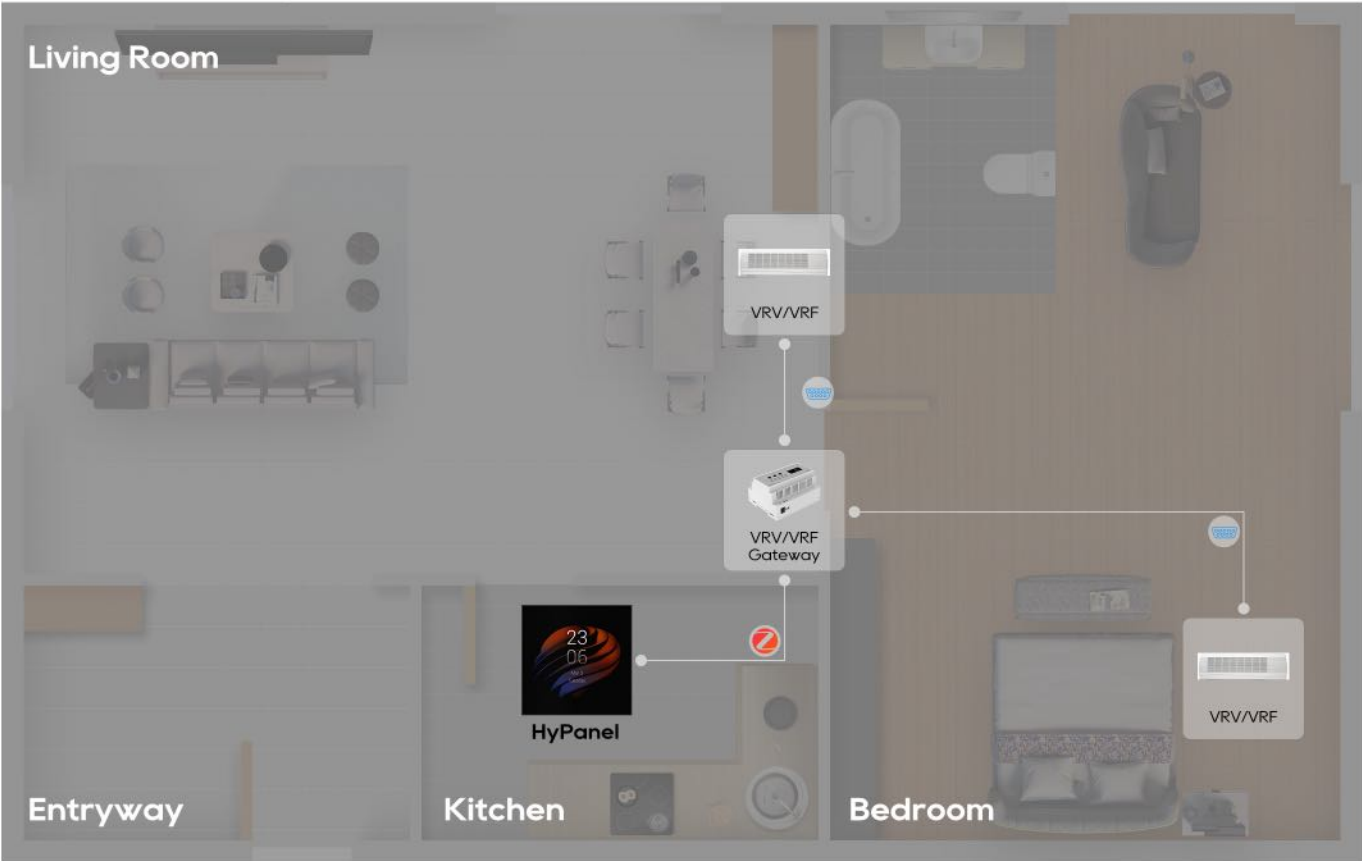 Living Room
VRV/VRF
VRV/VRF
Gateway
23
06
HyPanel
VRV/VRF
Entryway
Kitchen
Bedroom